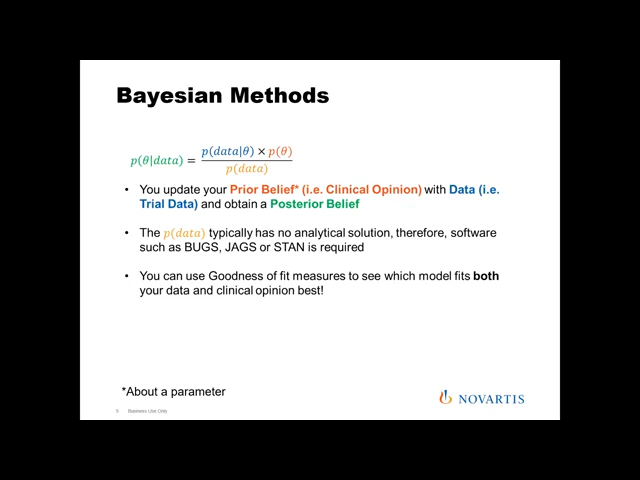 Bayesian Methods
p(θ|data) = p(data|θ) × p(θ) / p(data)
• You update your Prior Belief* (i.e. Clinical Opinion) with Data (i.e.
Trial Data) and obtain a Posterior Belief
• The p(data) typically has no analytical solution, therefore, software
such as BUGS, JAGS or STAN is required
• You can use Goodness of fit measures to see which model fits both
your data and clinical opinion best!
*About a parameter
NOVARTIS
5 Business Use Only